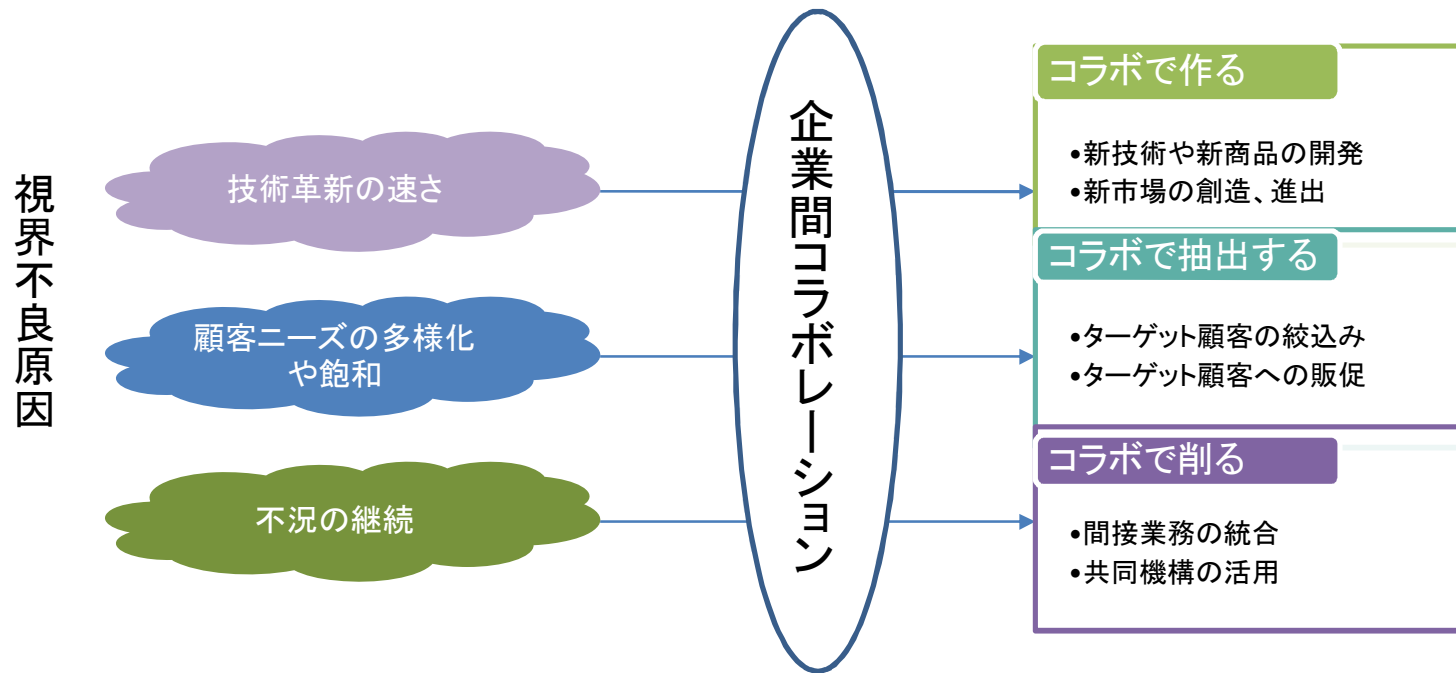 視界不良原因
技術革新の速さ
顧客ニーズの多様化
や飽和
不況の継続
企業間コラボレーション
コラボで作る
•新技術や新商品の開発
•新市場の創造、進出
コラボで抽出する
•ターゲット顧客の絞込み
•ターゲット顧客への販促
コラボで削る
•間接業務の統合
•共同機構の活用